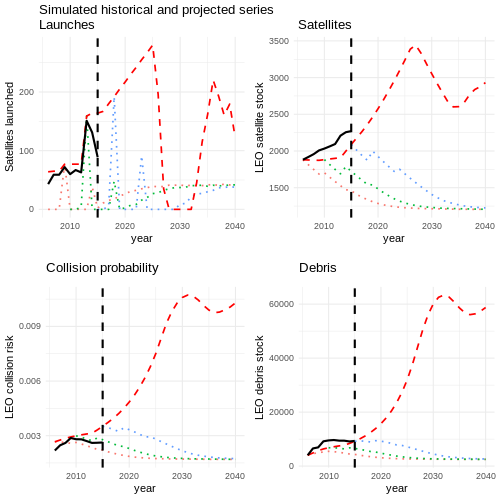 Simulated historical and projected series
Launches
Satellites
Satellites launched
200
100
0
2010
2020
2030
2040
year
LEO satellite stock
3500
3000
2500
2000
1500
2010
2020
2030
2040
year
Collision probability
Debris
LEO collision risk
0.009
0.006
0.003
2010
2020
2030
2040
year
LEO debris stock
60000
40000
20000
0
2010
2020
2030
2040
year